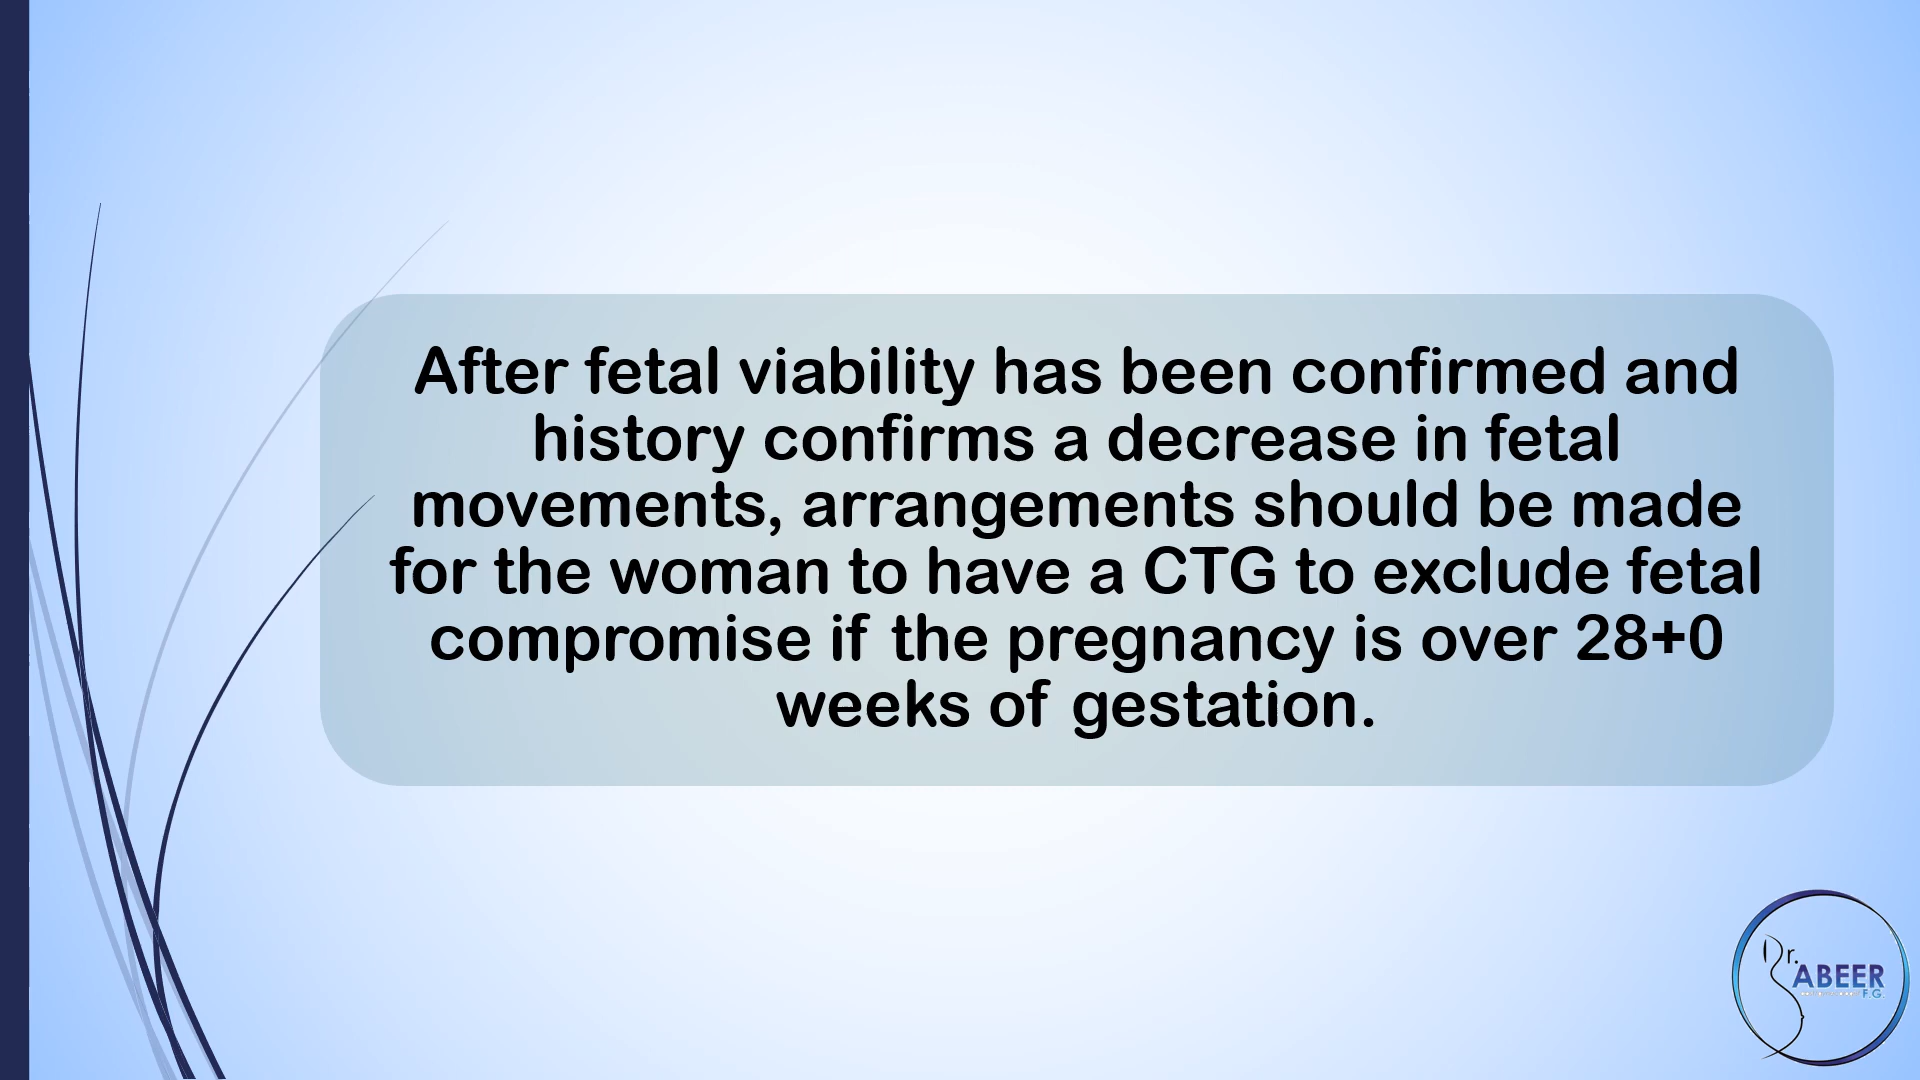 After fetal viability has been confirmed and
history confirms a decrease in fetal
movements, arrangements should be made
for the woman to have a CTG to exclude fetal
compromise if the pregnancy is over 28+0
weeks of gestation.
Dr.
ABEER
F.G.